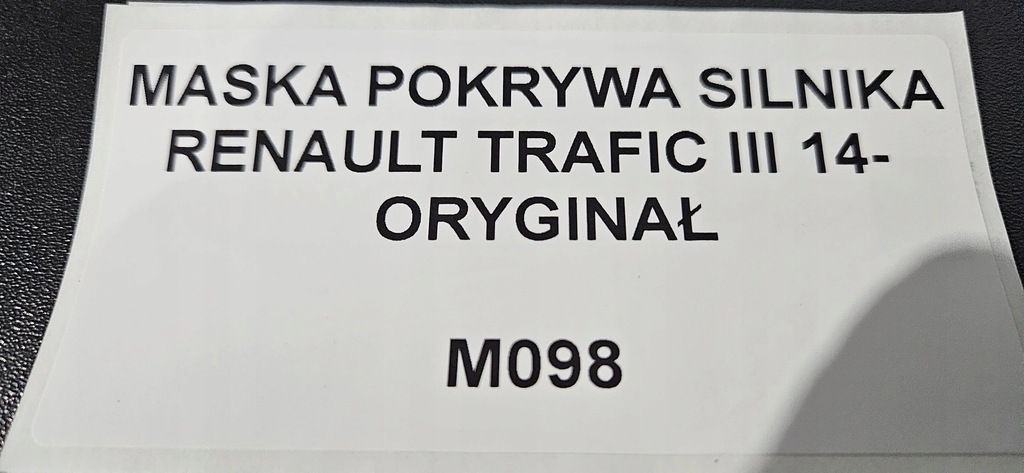 MASKA POKRYWA SILNIKA
RENAULT TRAFIC III 14-
ORYGINAŁ
M098